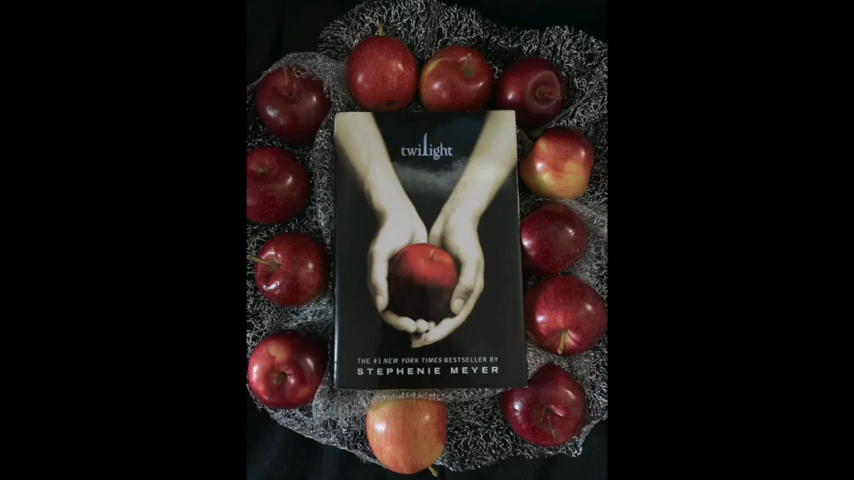 twilight
THE #1 NEW YORK TIMES BESTSELLER BY
STEPHENIE MEYER